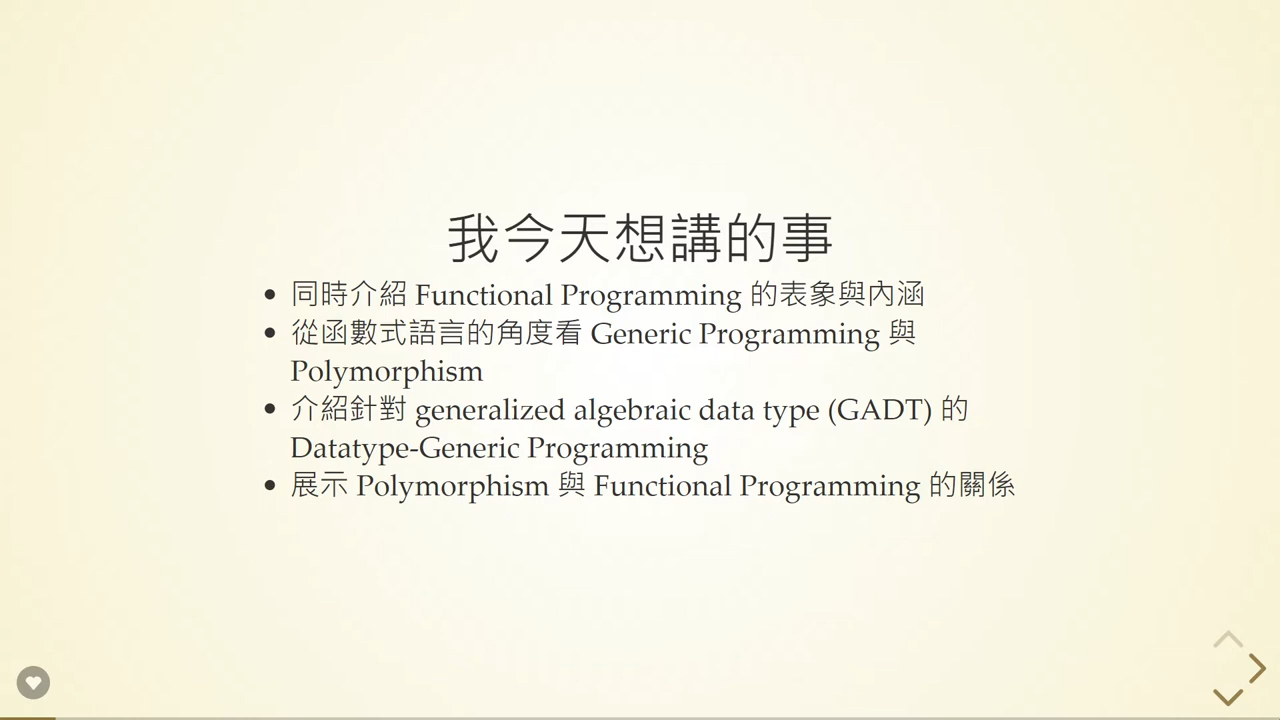 我今天想講的事
同時介紹 Functional Programming 的表象與內涵
從函數式語言的角度看 Generic Programming 與
Polymorphism
介紹針對 generalized algebraic data type (GADT) 的
Datatype-Generic Programming
展示 Polymorphism 與 Functional Programming 的關係